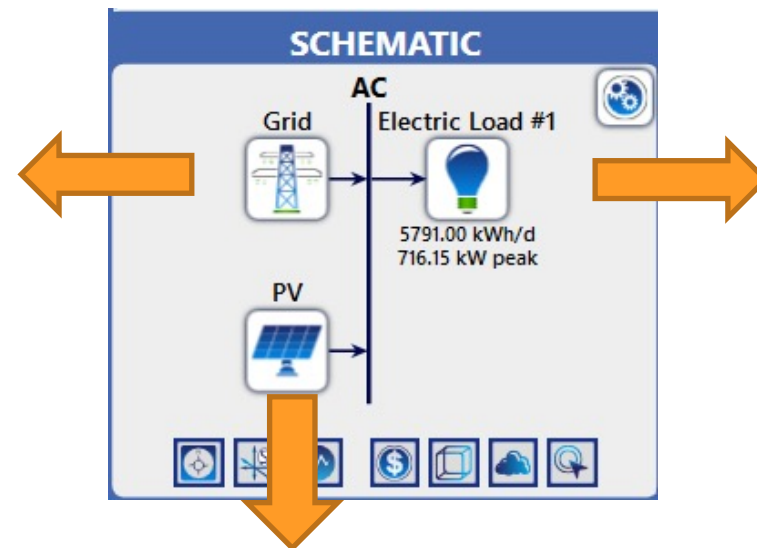 SCHEMATIC
AC
Grid
Electric Load #1
5791.00 kWh/d
716.15 kW peak
PV
$